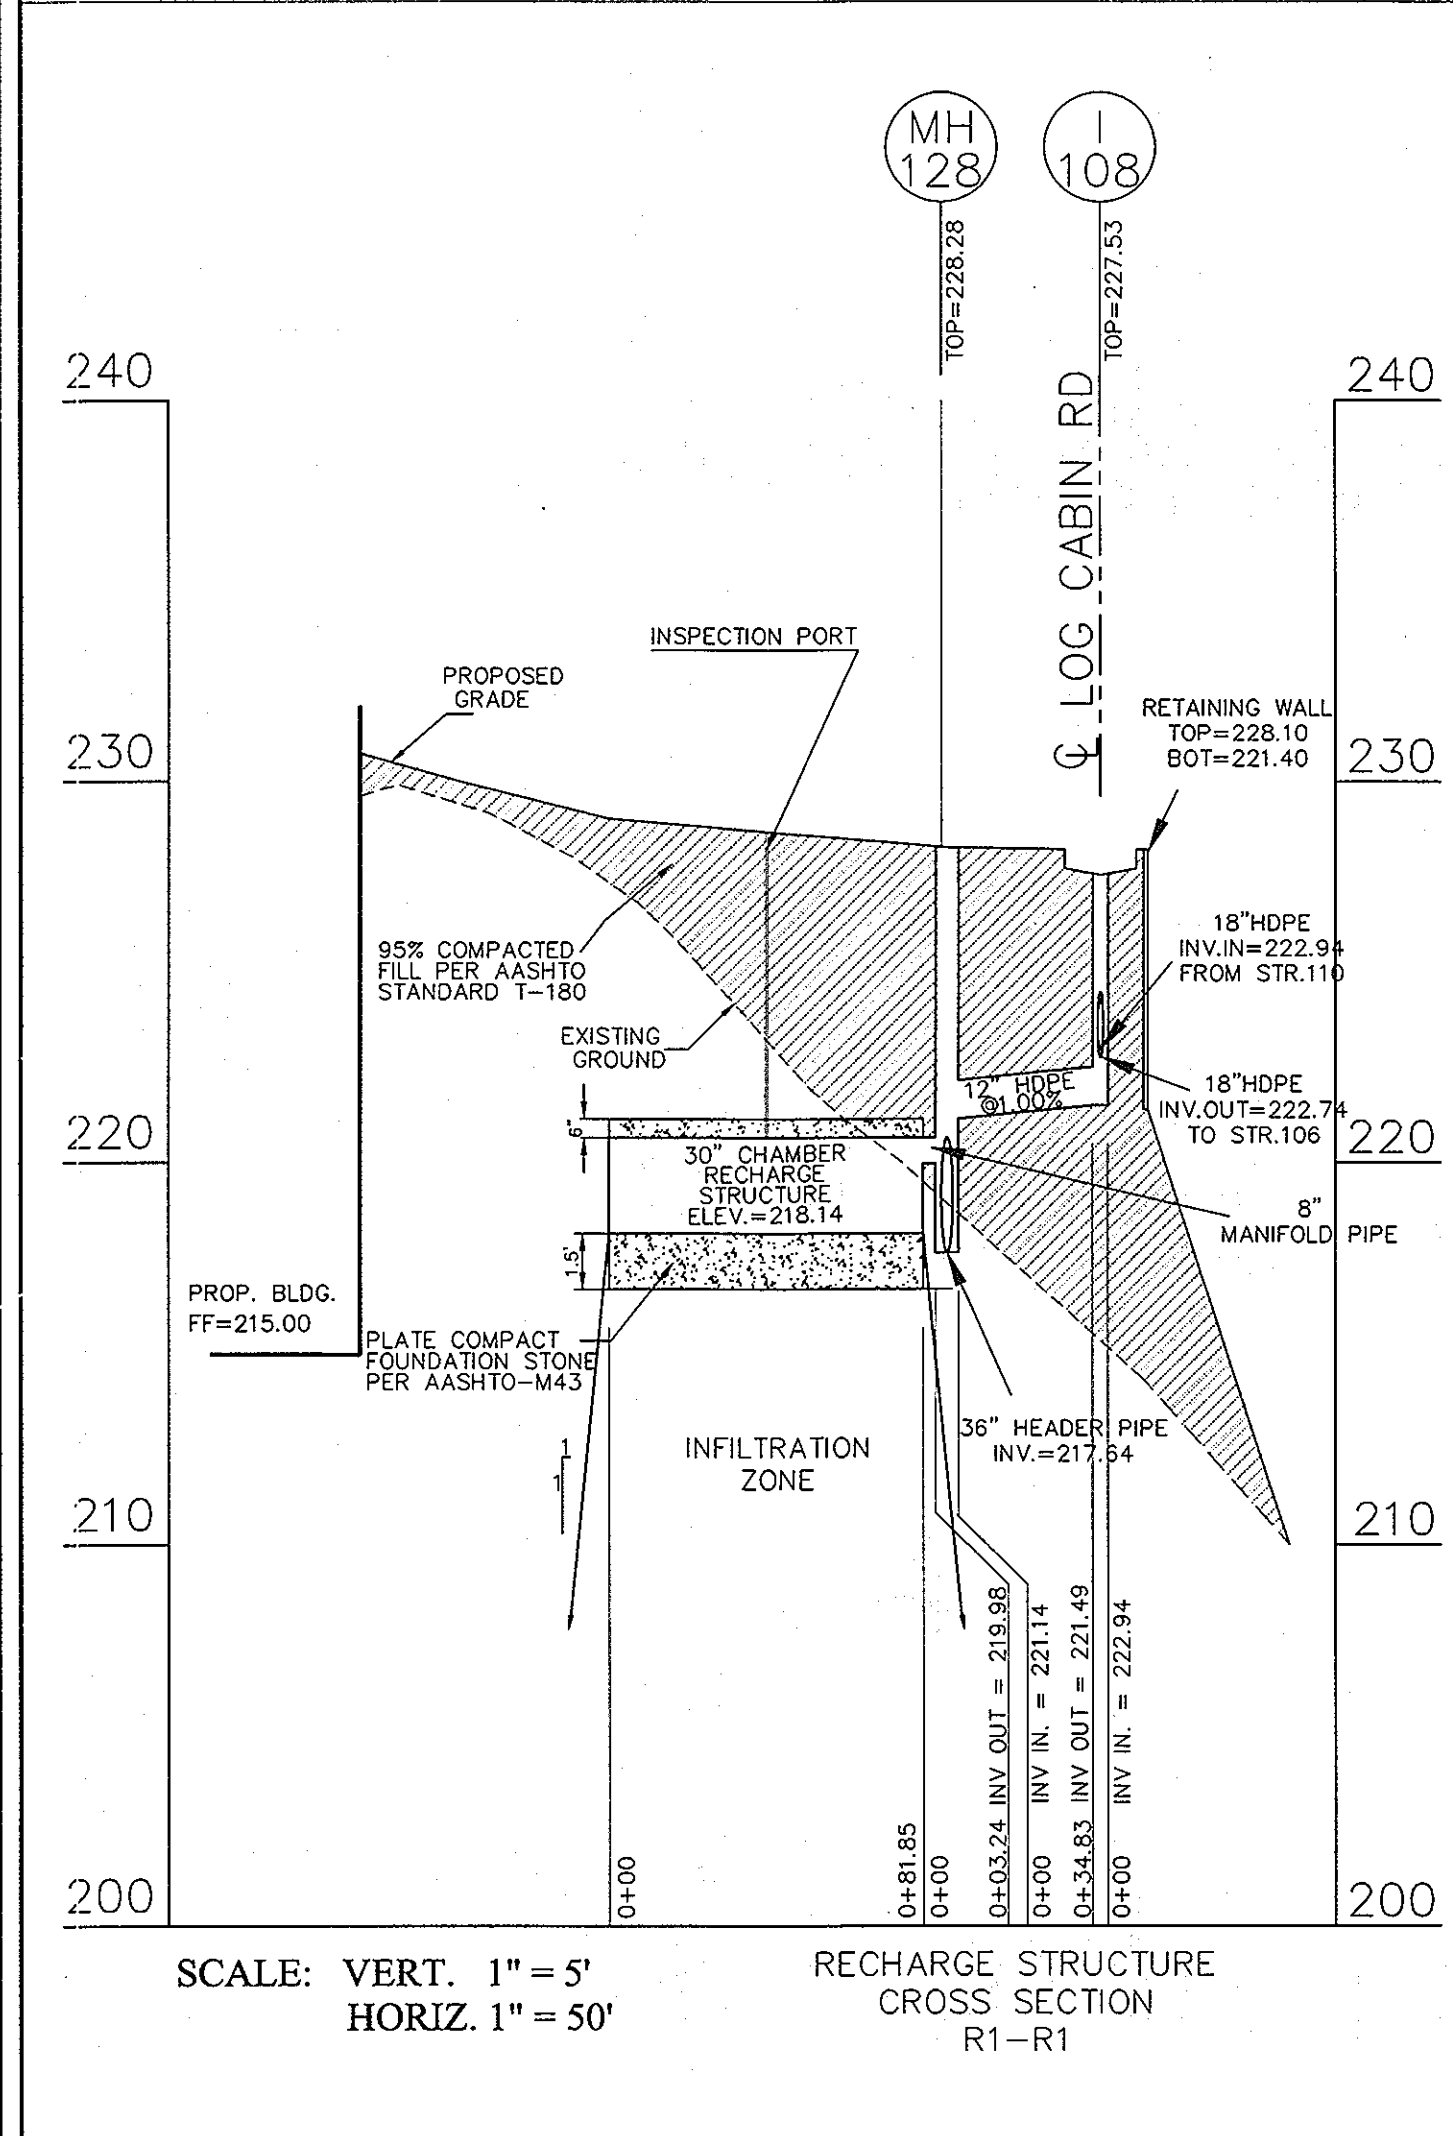 MH
128
I
108
TOP=228.28
TOP=227.53
240
240
℄ LOG CABIN RD
INSPECTION PORT
PROPOSED
GRADE
RETAINING WALL
TOP=228.10
BOT=221.40
230
230
95% COMPACTED
FILL PER AASHTO
STANDARD T-180
18"HDPE
INV.IN=222.94
FROM STR.110
EXISTING
GROUND
12" HDPE
@1.00%
18"HDPE
INV.OUT=222.74
TO STR.106
220
220
6"
30" CHAMBER
RECHARGE
STRUCTURE
ELEV.=218.14
8"
MANIFOLD PIPE
1.5'
PROP. BLDG.
FF=215.00
PLATE COMPACT
FOUNDATION STONE
PER AASHTO-M43
36" HEADER PIPE
INV.=217.64
INFILTRATION
ZONE
1
1
210
210
0+00
0+81.85
0+00
0+03.24 INV OUT = 219.98
0+00 INV IN. = 221.14
0+34.83 INV OUT = 221.49
0+00 INV IN. = 222.94
200
200
SCALE: VERT. 1" = 5'
HORIZ. 1" = 50'
RECHARGE STRUCTURE
CROSS SECTION
R1-R1